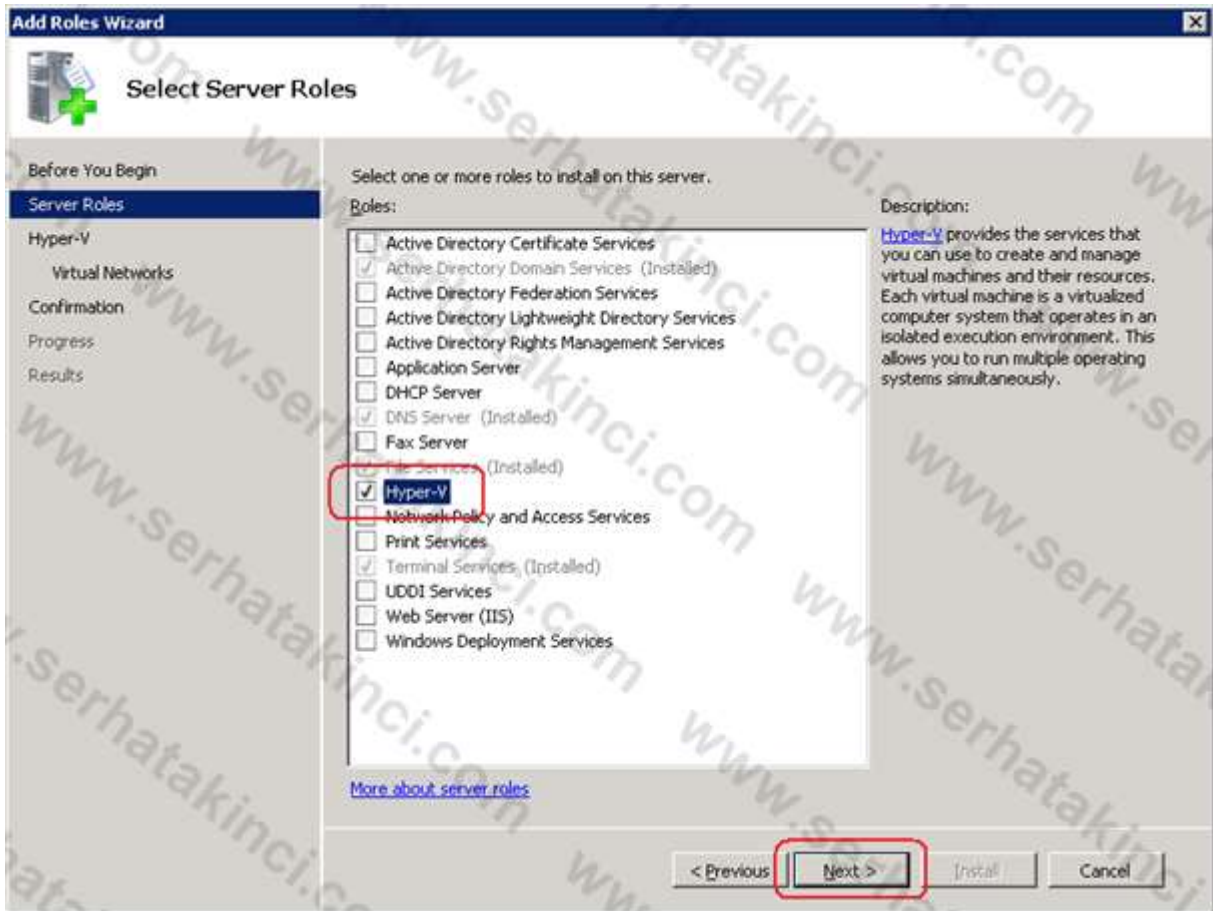 Add Roles Wizard
Select Server Roles
Before You Begin
Server Roles
Hyper-V
Virtual Networks
Confirmation
Progress
Results
Select one or more roles to install on this server.
Roles:
Active Directory Certificate Services
Active Directory Domain Services (Installed)
Active Directory Federation Services
Active Directory Lightweight Directory Services
Active Directory Rights Management Services
Application Server
DHCP Server
DNS Server (Installed)
Fax Server
File Services (Installed)
Hyper-V
Network Policy and Access Services
Print Services
Terminal Services (Installed)
UDDI Services
Web Server (IIS)
Windows Deployment Services
More about server roles
Description:
Hyper-V provides the services that
you can use to create and manage
virtual machines and their resources.
Each virtual machine is a virtualized
computer system that operates in an
isolated execution environment. This
allows you to run multiple operating
systems simultaneously.
< Previous
Next >
Install
Cancel
www.serhatakinci.com